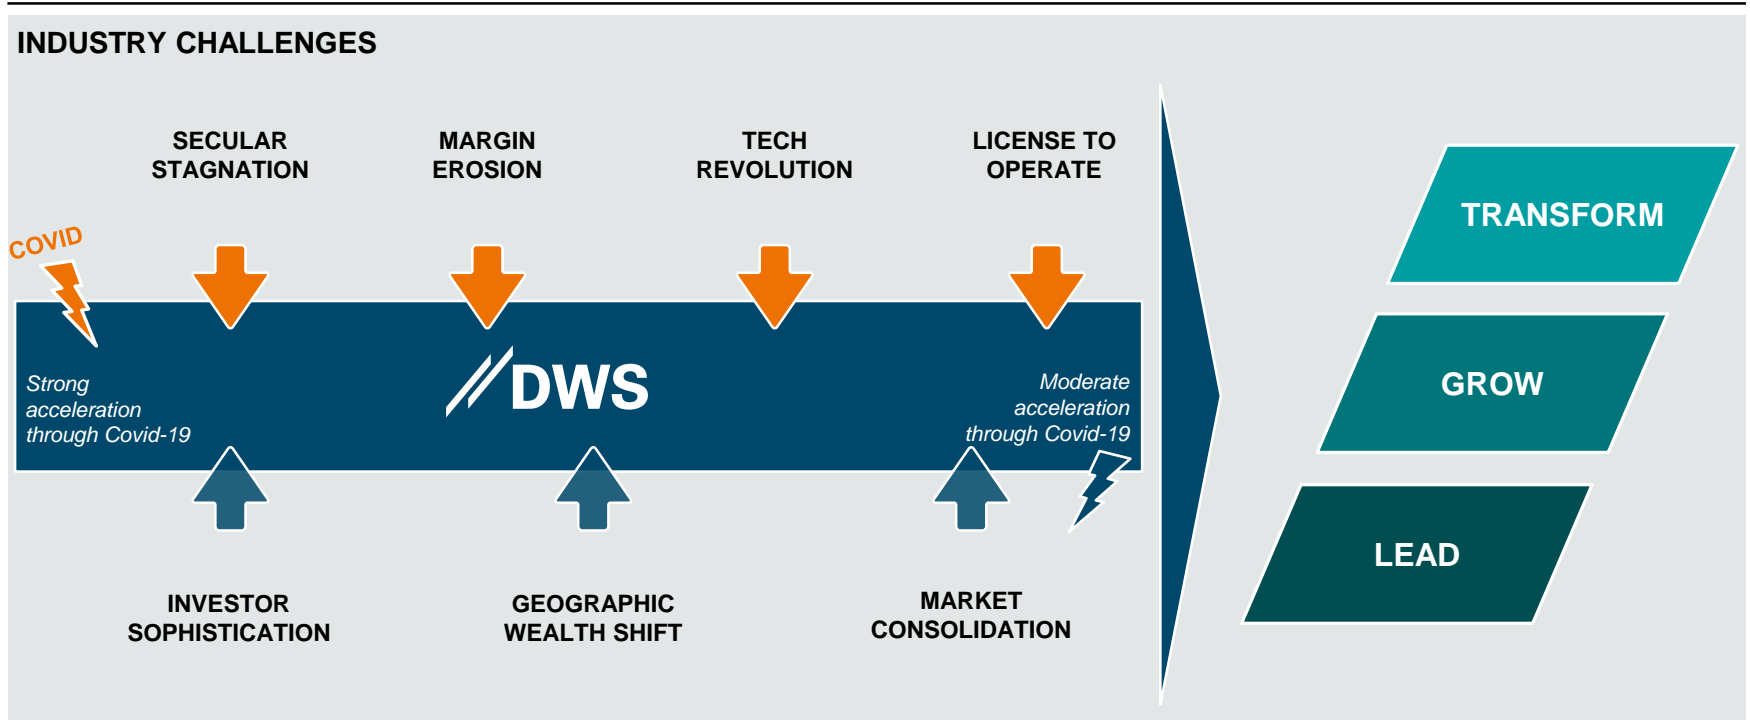 INDUSTRY CHALLENGES
SECULAR
STAGNATION
MARGIN
EROSION
TECH
REVOLUTION
LICENSE TO
OPERATE
COVID
Strong
acceleration
through Covid-19
DWS
Moderate
acceleration
through Covid-19
INVESTOR
SOPHISTICATION
GEOGRAPHIC
WEALTH SHIFT
MARKET
CONSOLIDATION
TRANSFORM
GROW
LEAD